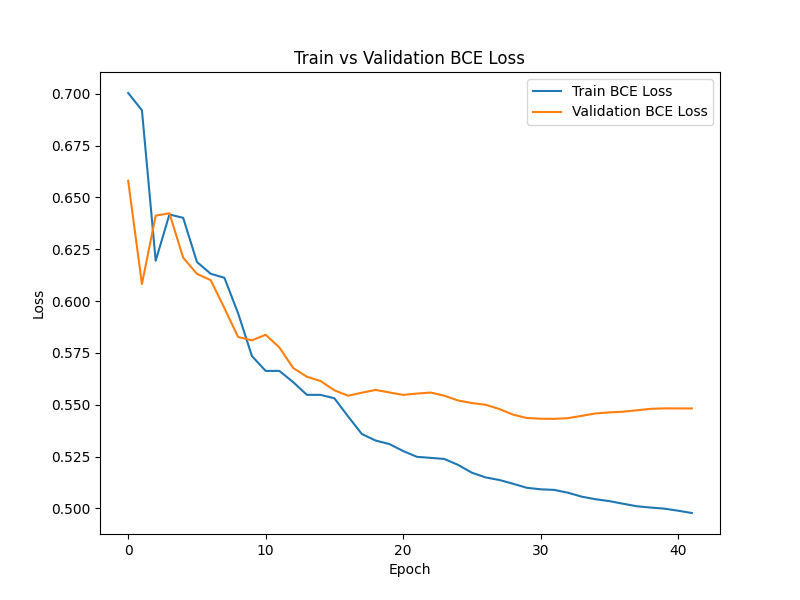 Train vs Validation BCE Loss
Train BCE Loss
Validation BCE Loss
0.700
0.675
0.650
0.625
0.600
0.575
0.550
0.525
0.500
Loss
0 10 20 30 40
Epoch